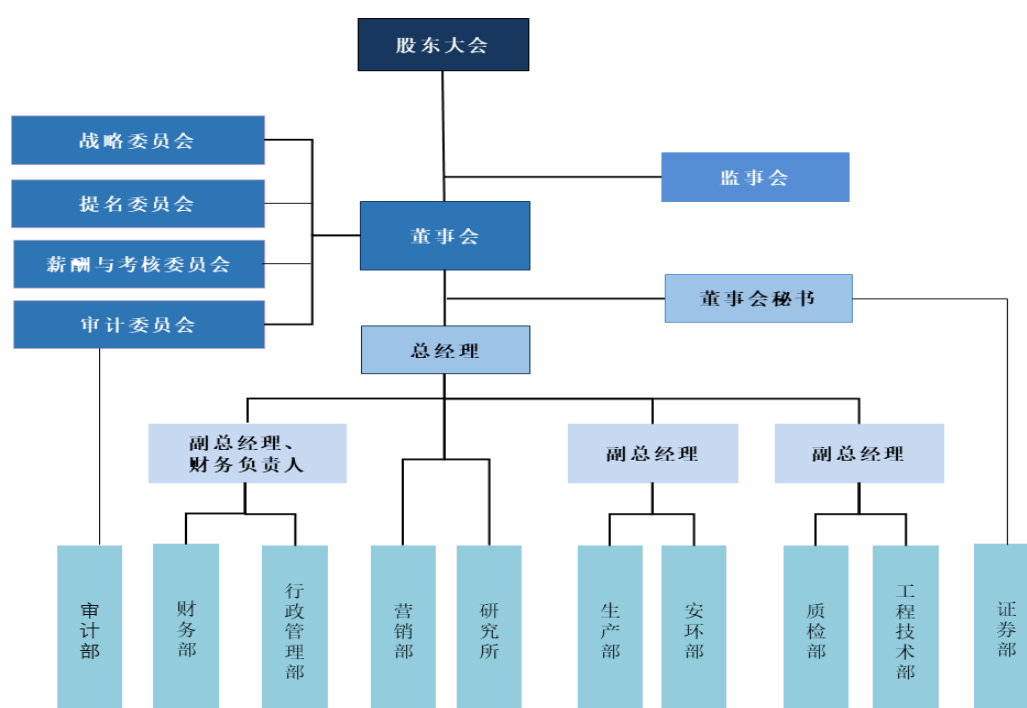 股东大会
战略委员会
监事会
提名委员会
董事会
薪酬与考核委员会
董事会秘书
审计委员会
总经理
副总经理、
财务负责人
副总经理
副总经理
审计部
财务部
行政管理部
营销部
研究所
生产部
安环部
质检部
工程技术部
证券部